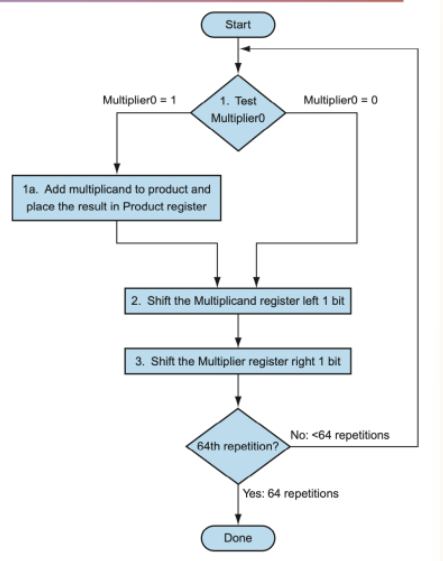 Start
Multiplier0 = 1
1. Test
Multiplier0
Multiplier0 = 0
1a. Add multiplicand to product and
place the result in Product register
2. Shift the Multiplicand register left 1 bit
3. Shift the Multiplier register right 1 bit
64th repetition?
No: <64 repetitions
Yes: 64 repetitions
Done